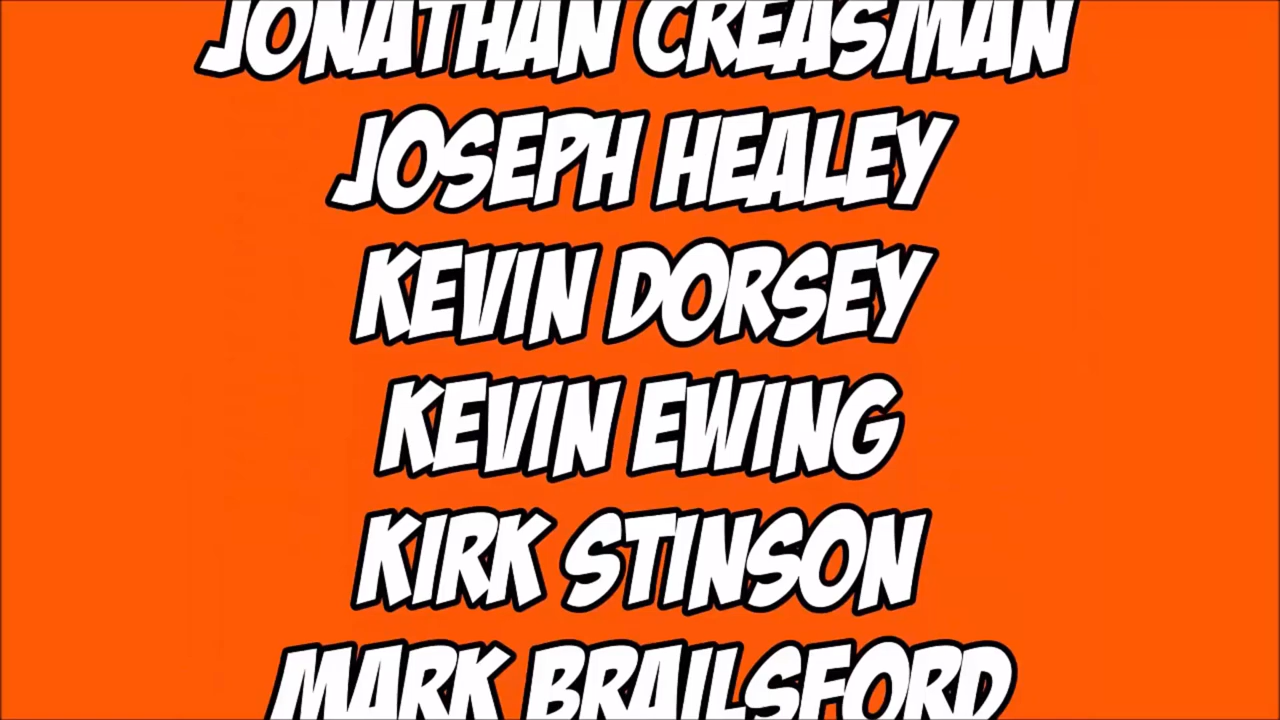 JONATHAN CREASMAN
JOSEPH HEALEY
KEVIN DORSEY
KEVIN EWING
KIRK STINSON
MARK BRAILSFORD